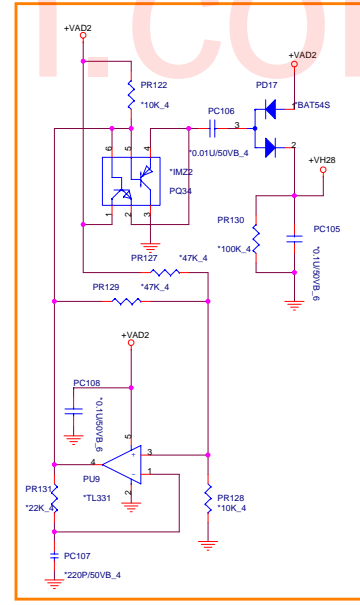 T.COM
+VAD2
PR122
*10K_4
PC106
3
*0.01U/50VB_4
PD17
+VAD2
1
*BAT54S
2
+VH28
6
5
4
*IMZ2
PQ34
1
2
3
PR130
*100K_4
PC105
*0.1U/50VB_6
PR127
*47K_4
PR129
*47K_4
+VAD2
PC108
*0.1U/50VB_6
5
3
+
4
-
1
PU9
2
*TL331
PR131
*22K_4
PR128
*10K_4
PC107
*220P/50VB_4